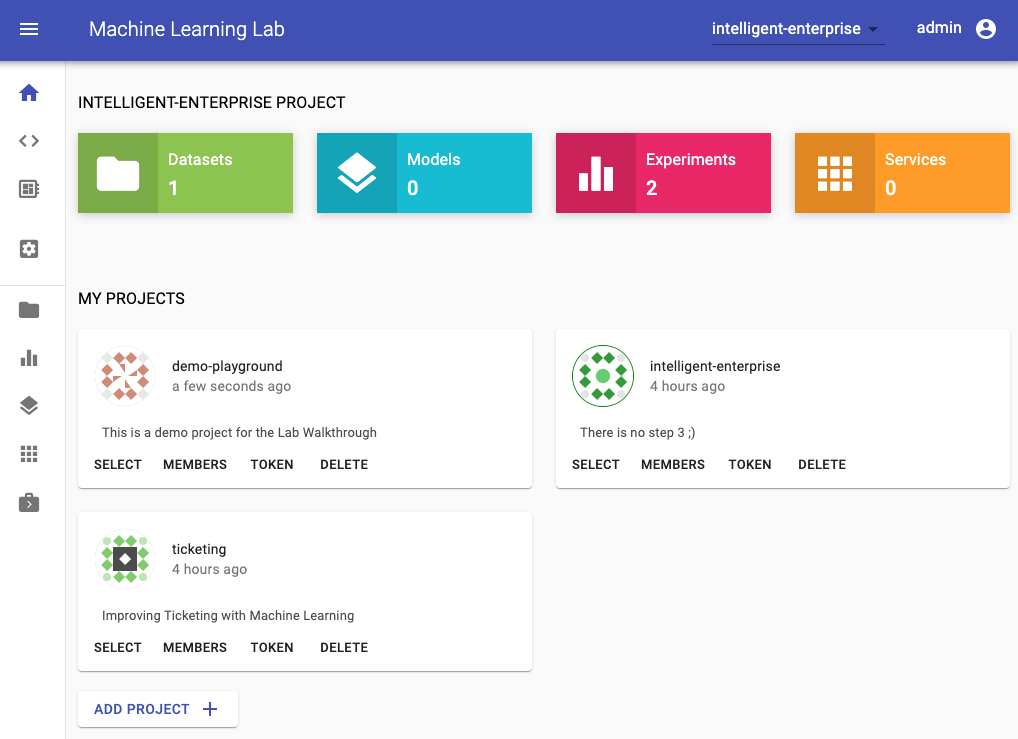 Machine Learning Lab
intelligent-enterprise
admin
INTELLIGENT-ENTERPRISE PROJECT
Datasets
1
Models
0
Experiments
2
Services
0
MY PROJECTS
demo-playground
a few seconds ago
This is a demo project for the Lab Walkthrough
SELECT MEMBERS TOKEN DELETE
intelligent-enterprise
4 hours ago
There is no step 3 ;)
SELECT MEMBERS TOKEN DELETE
ticketing
4 hours ago
Improving Ticketing with Machine Learning
SELECT MEMBERS TOKEN DELETE
ADD PROJECT